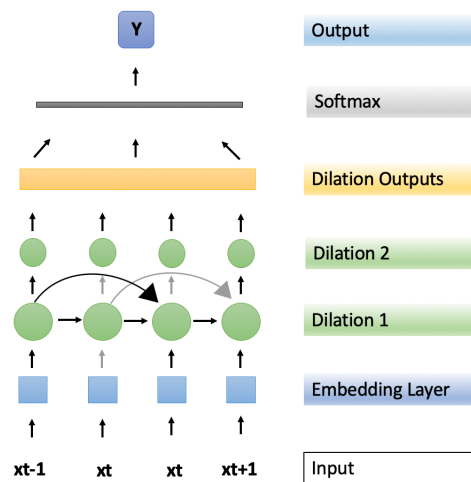 Y
Output
Softmax
Dilation Outputs
Dilation 2
Dilation 1
Embedding Layer
xt-1 xt xt xt+1
Input